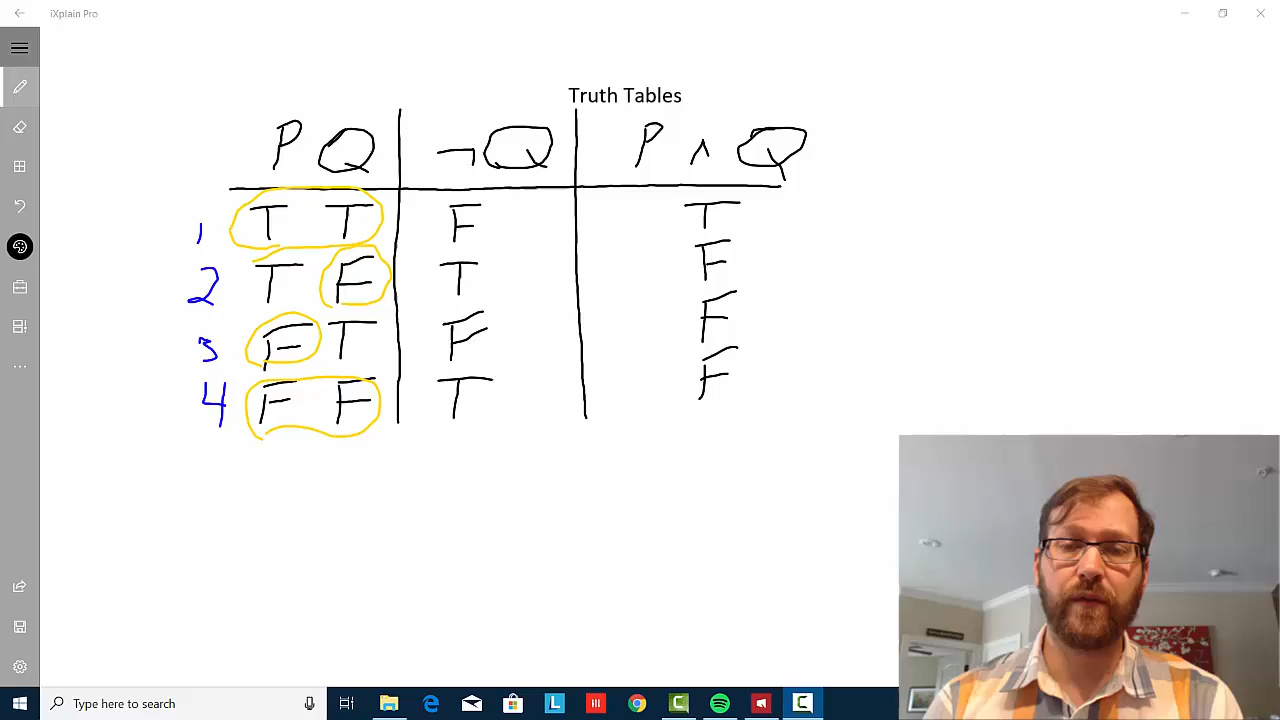 iXplain Pro
Truth Tables
P Q ¬ Q P ∧ Q
1 T T F T
2 T F T F
3 F T F F
4 F F T F
Type here to search